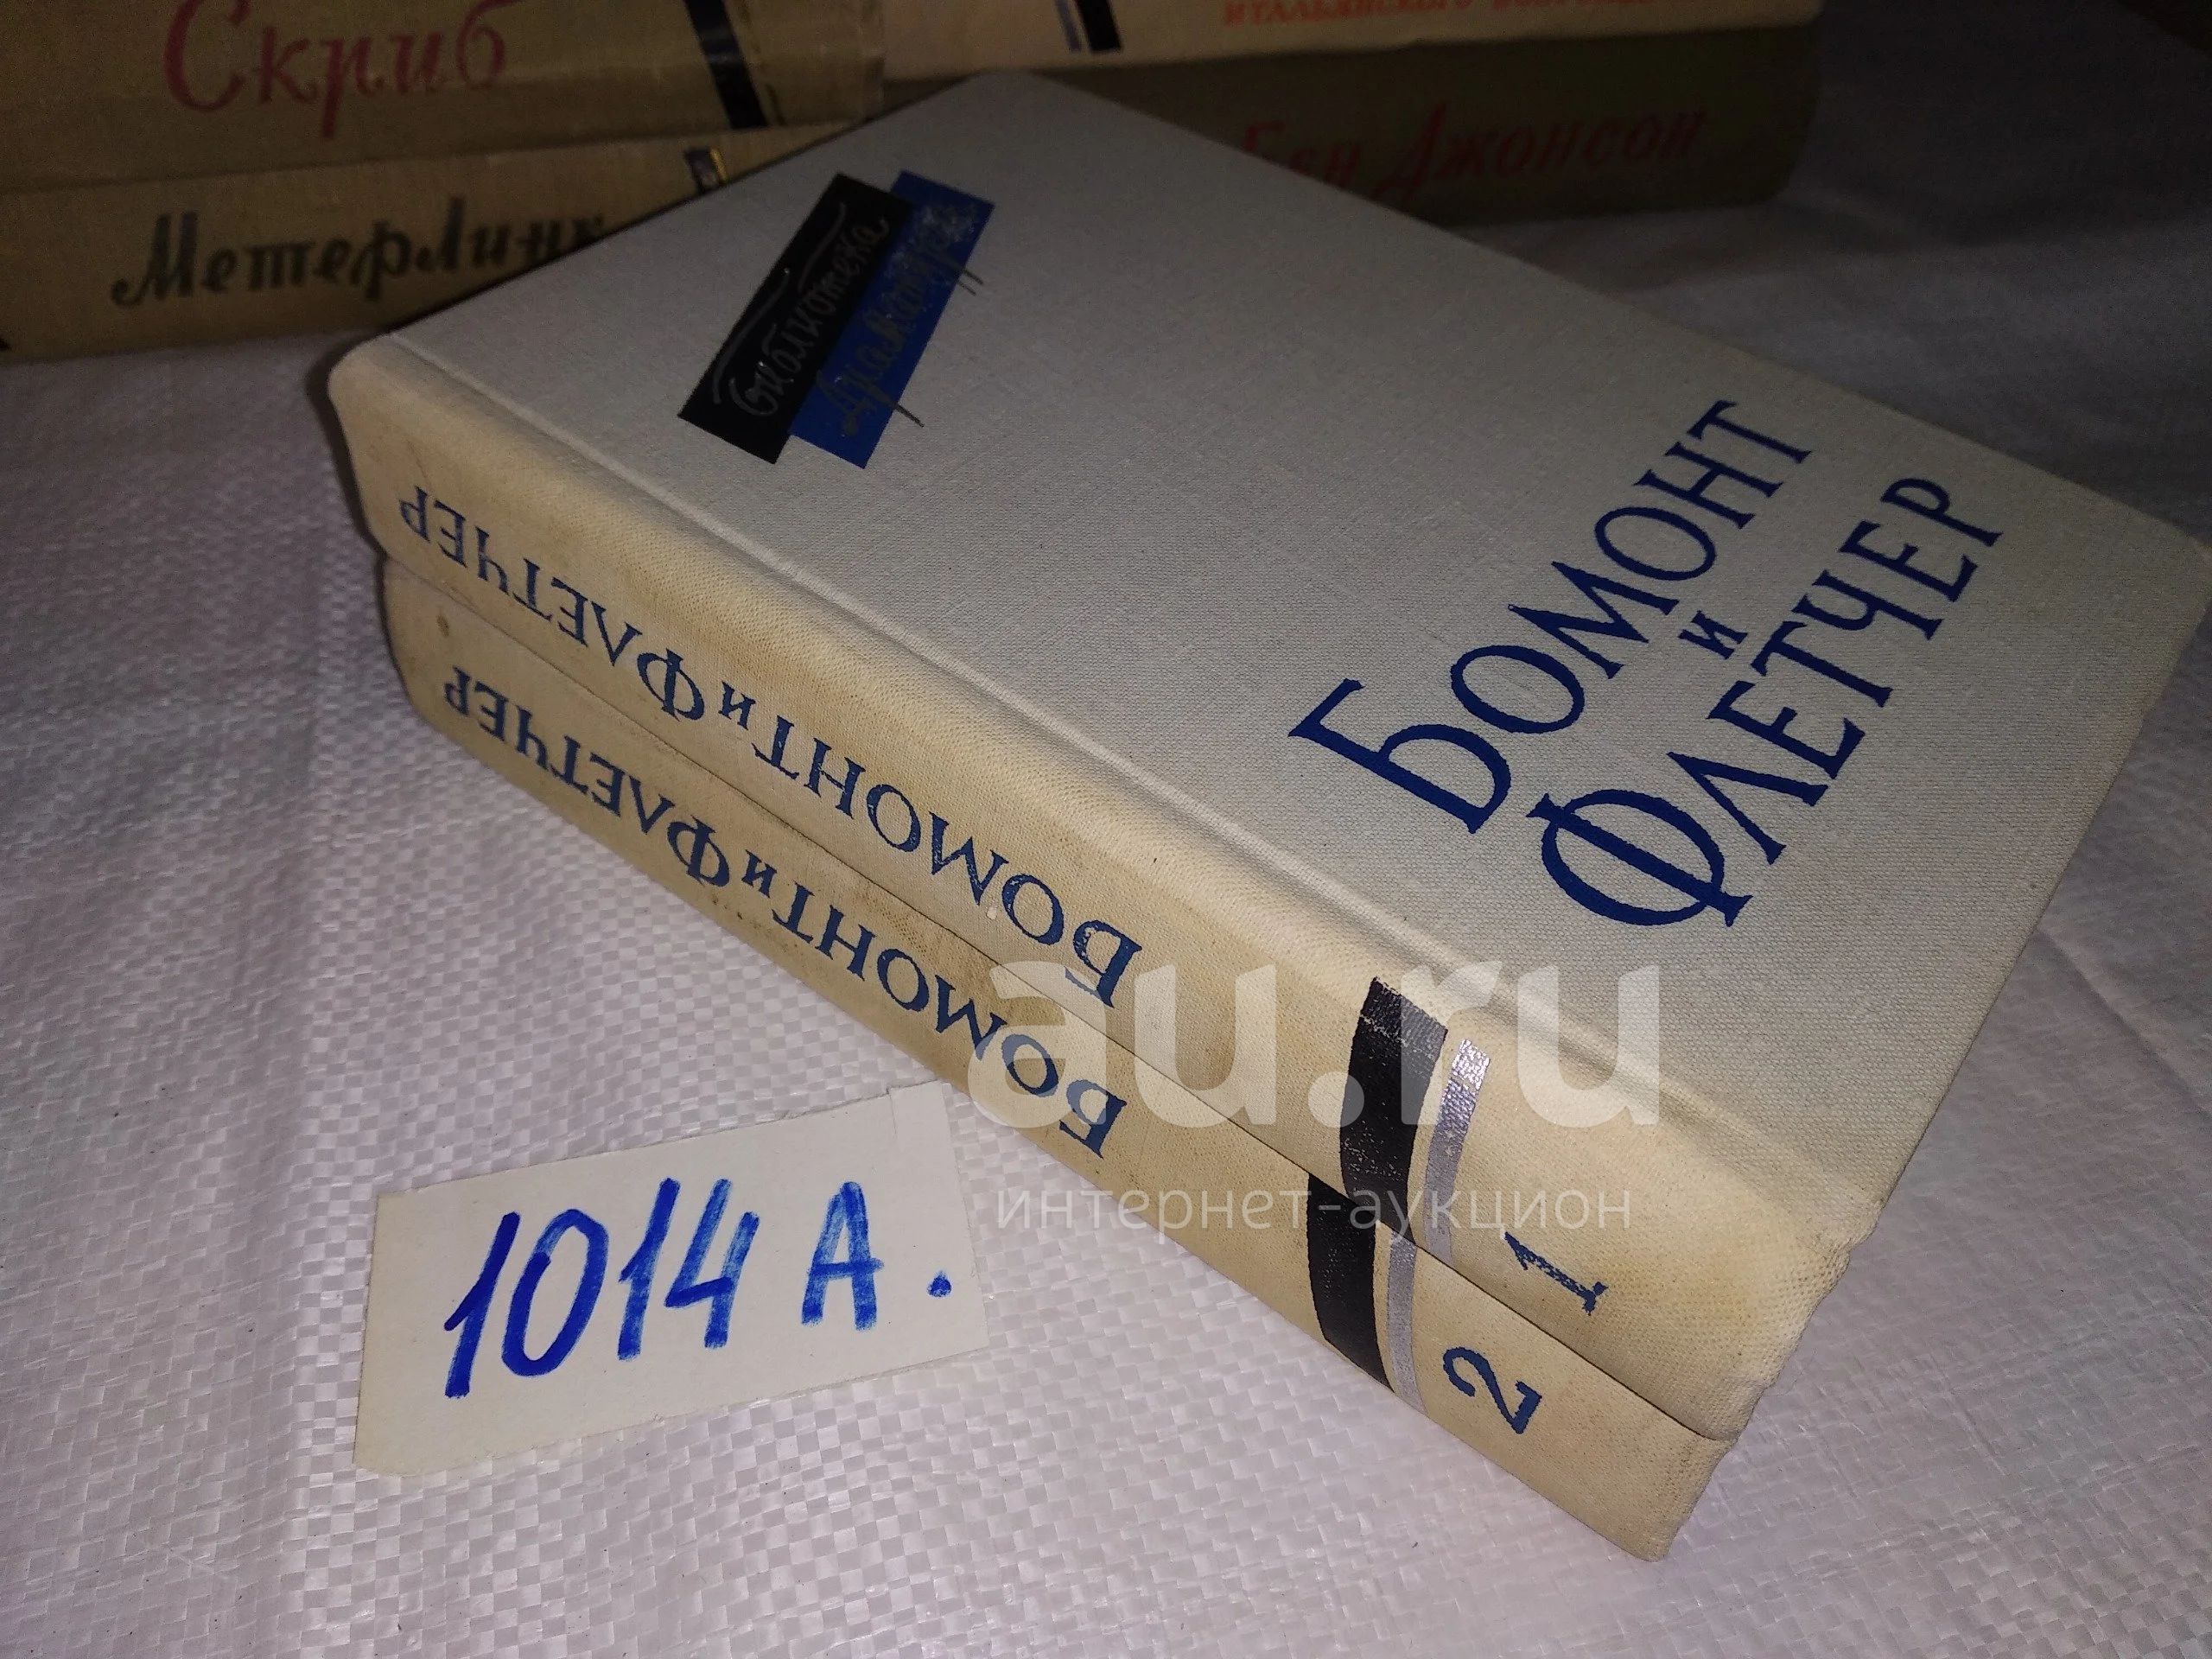 Скриб
Метерлинк
ИТАЛЬЯНСКОГО
Бен Джонсон
библиотека
драматурга
БОМОНТ
И
ФЛЕТЧЕР
БОМОНТ И ФЛЕТЧЕР
1
БОМОНТ И ФЛЕТЧЕР
2
1014 А.
au.ru
интернет-аукцион